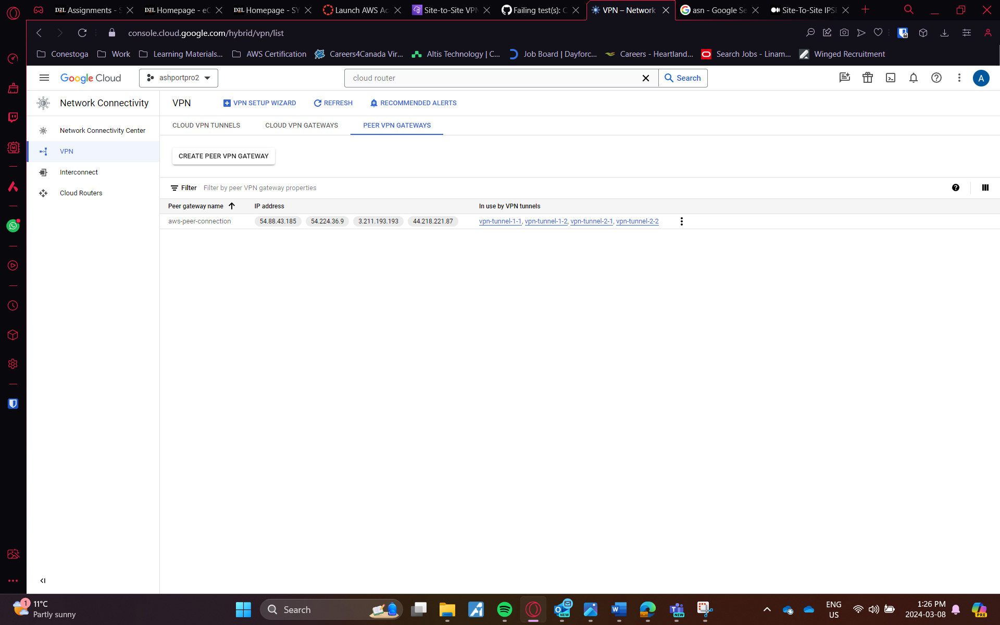 D2L Assignments - S
D2L Homepage - eC
D2L Homepage - SY
Launch AWS Ac
Site-to-Site VPN
Failing test(s): C
VPN – Network
asn - Google Se
Site-To-Site IPSE
console.cloud.google.com/hybrid/vpn/list
Conestoga
Work
Learning Materials...
AWS Certification
Careers4Canada Vir...
Altis Technology | C...
Job Board | Dayforc...
Careers - Heartland...
Search Jobs - Linam...
Winged Recruitment
Google Cloud
ashportpro2
cloud router
Search
A
Network Connectivity
VPN
VPN SETUP WIZARD
REFRESH
RECOMMENDED ALERTS
Network Connectivity Center
VPN
Interconnect
Cloud Routers
CLOUD VPN TUNNELS
CLOUD VPN GATEWAYS
PEER VPN GATEWAYS
CREATE PEER VPN GATEWAY
Filter
Filter by peer VPN gateway properties
Peer gateway name
IP address
In use by VPN tunnels
aws-peer-connection
54.88.43.185
54.224.36.9
3.211.193.193
44.218.221.87
vpn-tunnel-1-1, vpn-tunnel-1-2, vpn-tunnel-2-1, vpn-tunnel-2-2
1
11°C
Partly sunny
Search
NEW
NEW
ENG
US
1:26 PM
2024-03-08
PRE